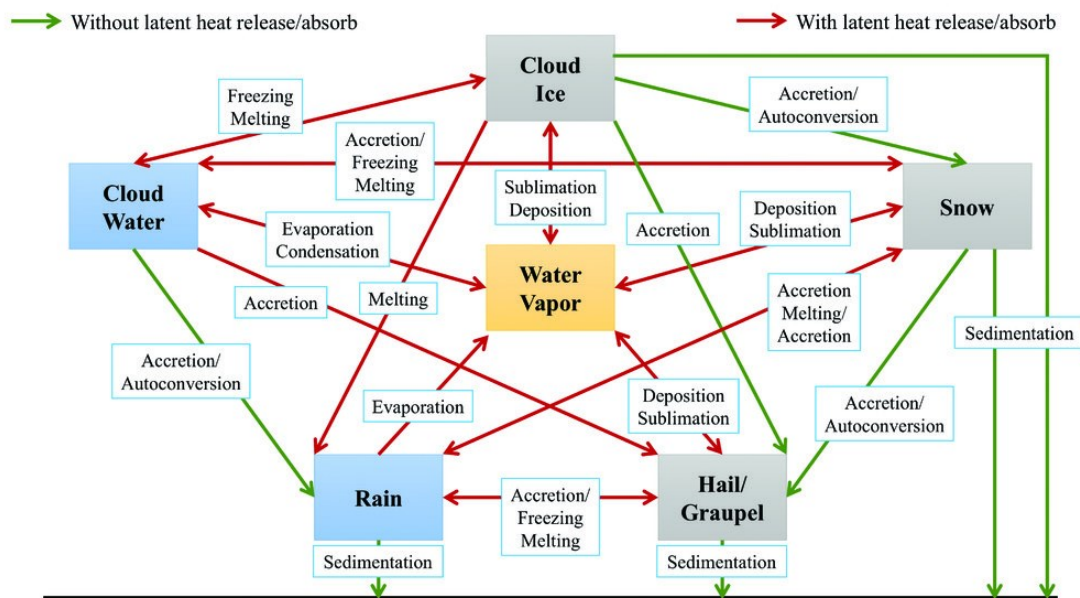 Without latent heat release/absorb
With latent heat release/absorb
Cloud
Ice
Freezing
Melting
Accretion/
Autoconversion
Accretion/
Freezing
Melting
Cloud
Water
Sublimation
Deposition
Snow
Evaporation
Condensation
Accretion
Deposition
Sublimation
Water
Vapor
Accretion
Melting
Accretion
Melting/
Accretion
Sedimentation
Accretion/
Autoconversion
Evaporation
Deposition
Sublimation
Accretion/
Autoconversion
Rain
Accretion/
Freezing
Melting
Hail/
Graupel
Sedimentation
Sedimentation